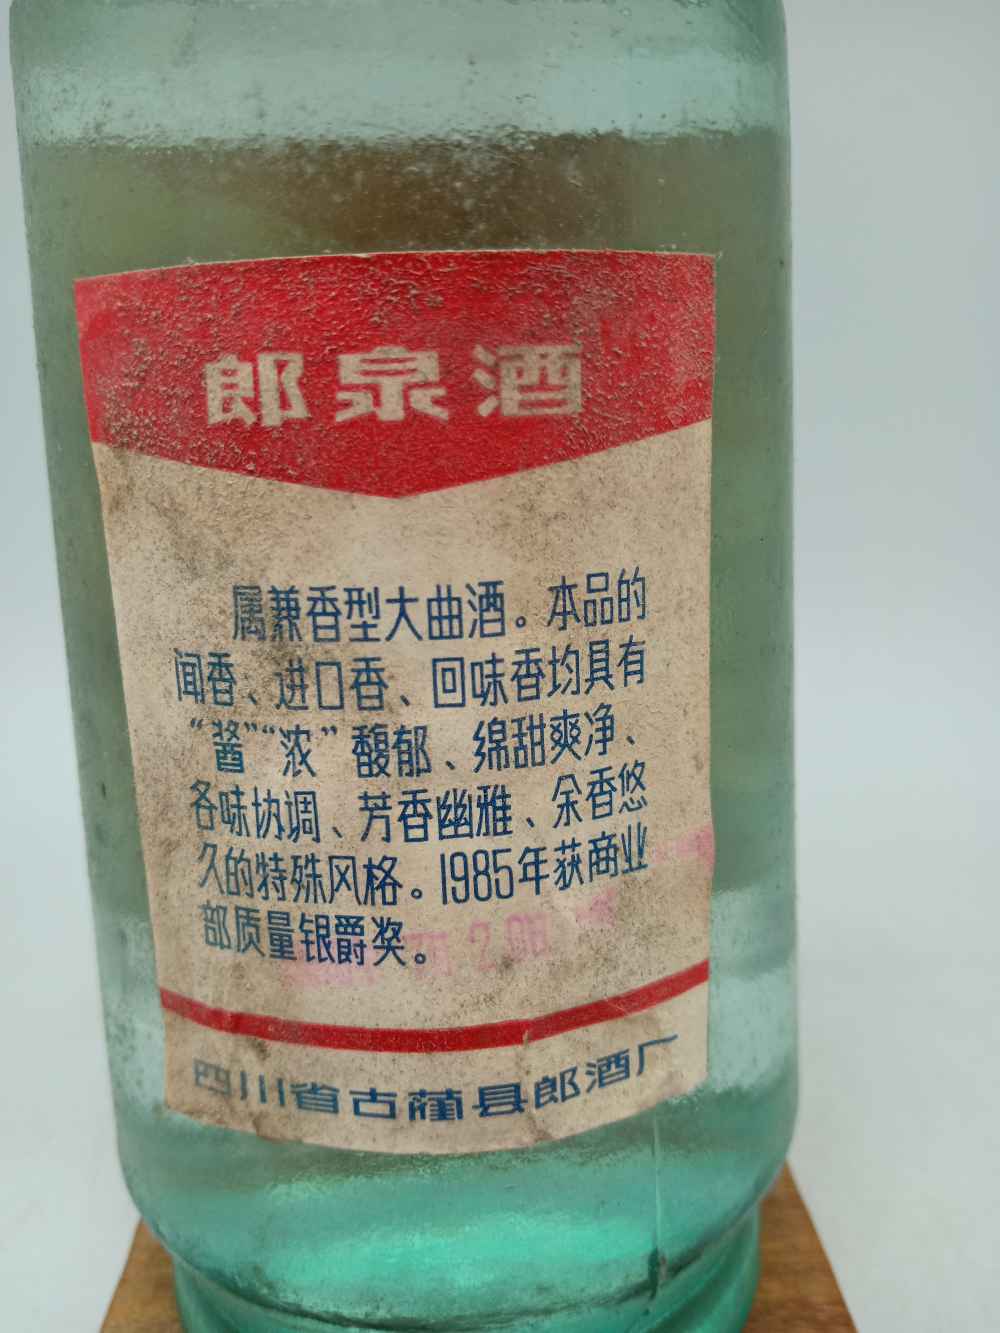 郎泉酒
属兼香型大曲酒。本品的
闻香、进口香、回味香均具有
“酱”“浓”馥郁、绵甜爽净、
各味协调、芳香幽雅、余香悠
久的特殊风格。1985年获商业
部质量银爵奖。
四川省古蔺县郎酒厂